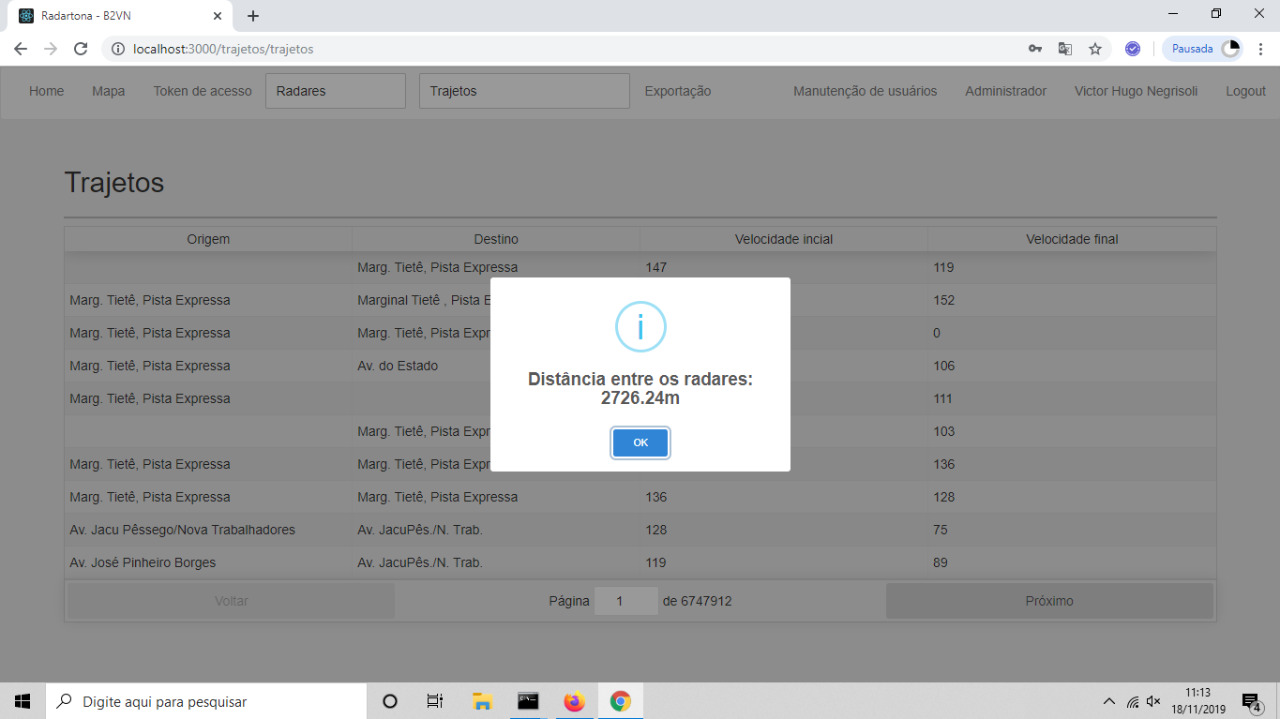 Radartona - B2VN
localhost:3000/trajetos/trajetos
Pausada
Home Mapa Token de acesso Radares Trajetos Exportação Manutenção de usuários Administrador Victor Hugo Negrisoli Logout
Trajetos
Origem Destino Velocidade incial Velocidade final
Marg. Tietê, Pista Expressa 147 119
Marg. Tietê, Pista Expressa Marginal Tietê , Pista E 152
Marg. Tietê, Pista Expressa Marg. Tietê, Pista Expr 0
Marg. Tietê, Pista Expressa Av. do Estado 106
Marg. Tietê, Pista Expressa 111
Marg. Tietê, Pista Expr 103
Marg. Tietê, Pista Expressa Marg. Tietê, Pista Expr 136
Marg. Tietê, Pista Expressa Marg. Tietê, Pista Expressa 136 128
Av. Jacu Pêssego/Nova Trabalhadores Av. JacuPês./N. Trab. 128 75
Av. José Pinheiro Borges Av. JacuPês./N. Trab. 119 89
Distância entre os radares:
2726.24m
OK
Voltar Página 1 de 6747912 Próximo
Digite aqui para pesquisar
11:13
18/11/2019
4